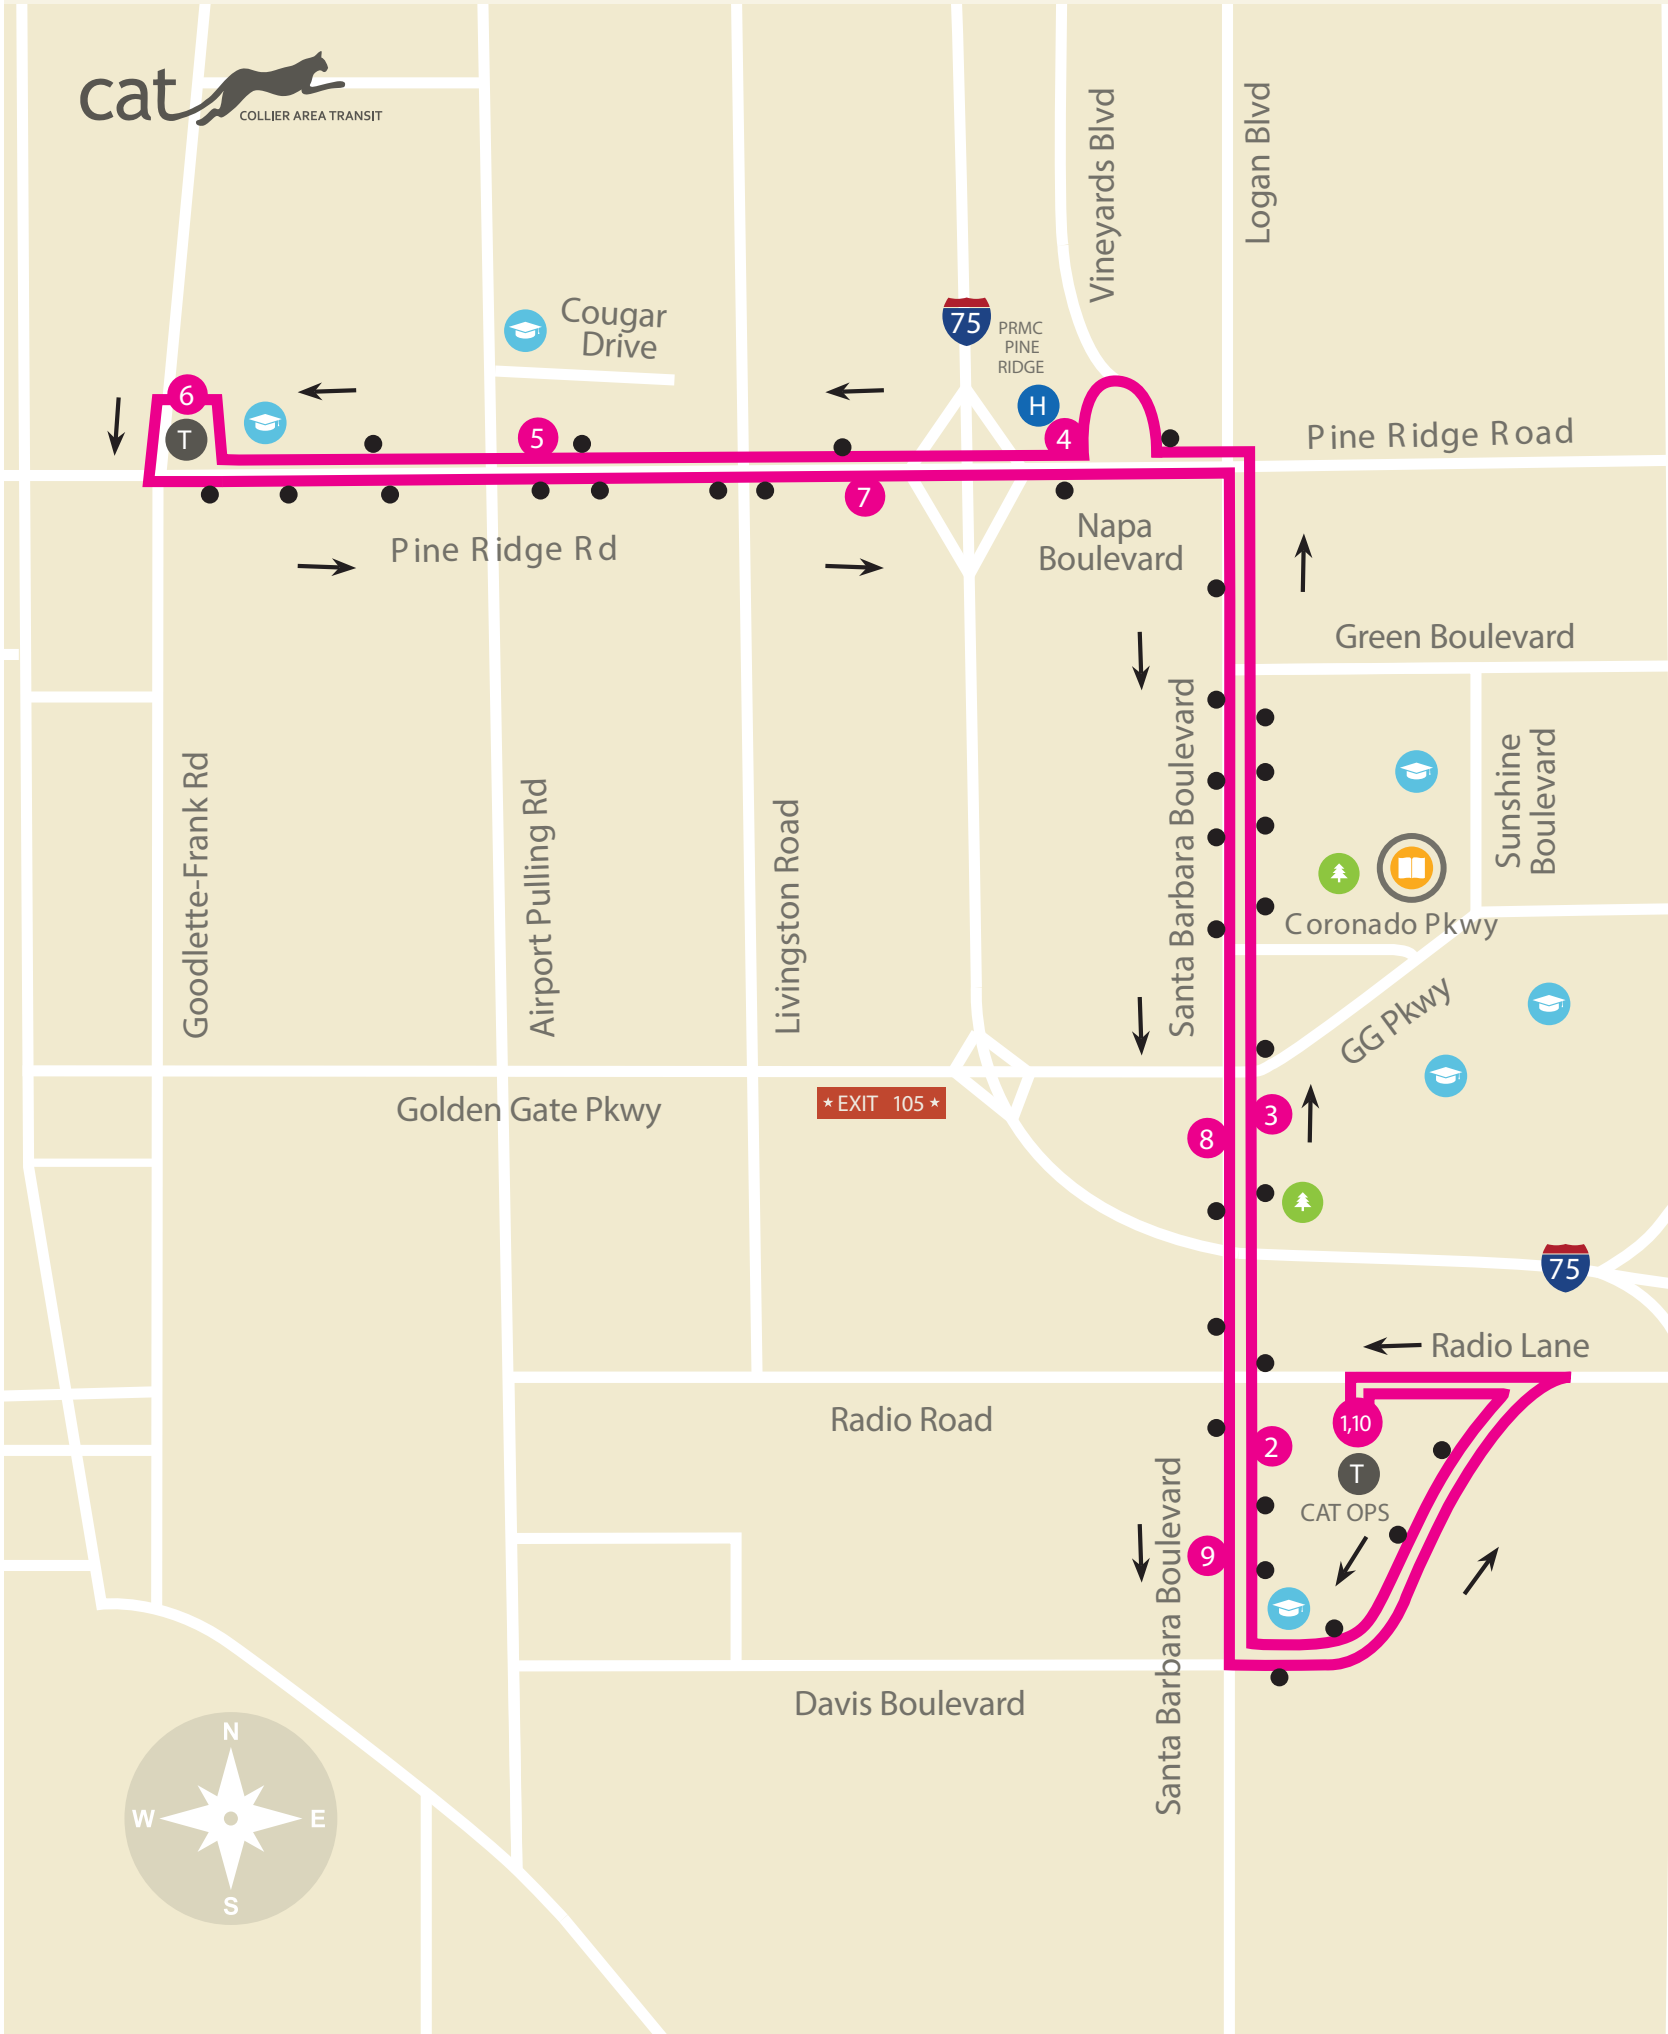 cat
COLLIER AREA TRANSIT
Vineyards Blvd
Logan Blvd
Cougar
Drive
75
PRMC
PINE
RIDGE
H
6
T
5
4
Pine Ridge Road
7
Pine Ridge Rd
Napa
Boulevard
Green Boulevard
Goodlette-Frank Rd
Airport Pulling Rd
Livingston Road
Santa Barbara Boulevard
Sunshine
Boulevard
Coronado Pkwy
GG Pkwy
Golden Gate Pkwy
★ EXIT 105 ★
8
3
75
Radio Lane
Radio Road
1,10
2
T
CAT OPS
9
Santa Barbara Boulevard
Davis Boulevard
N
W E
S